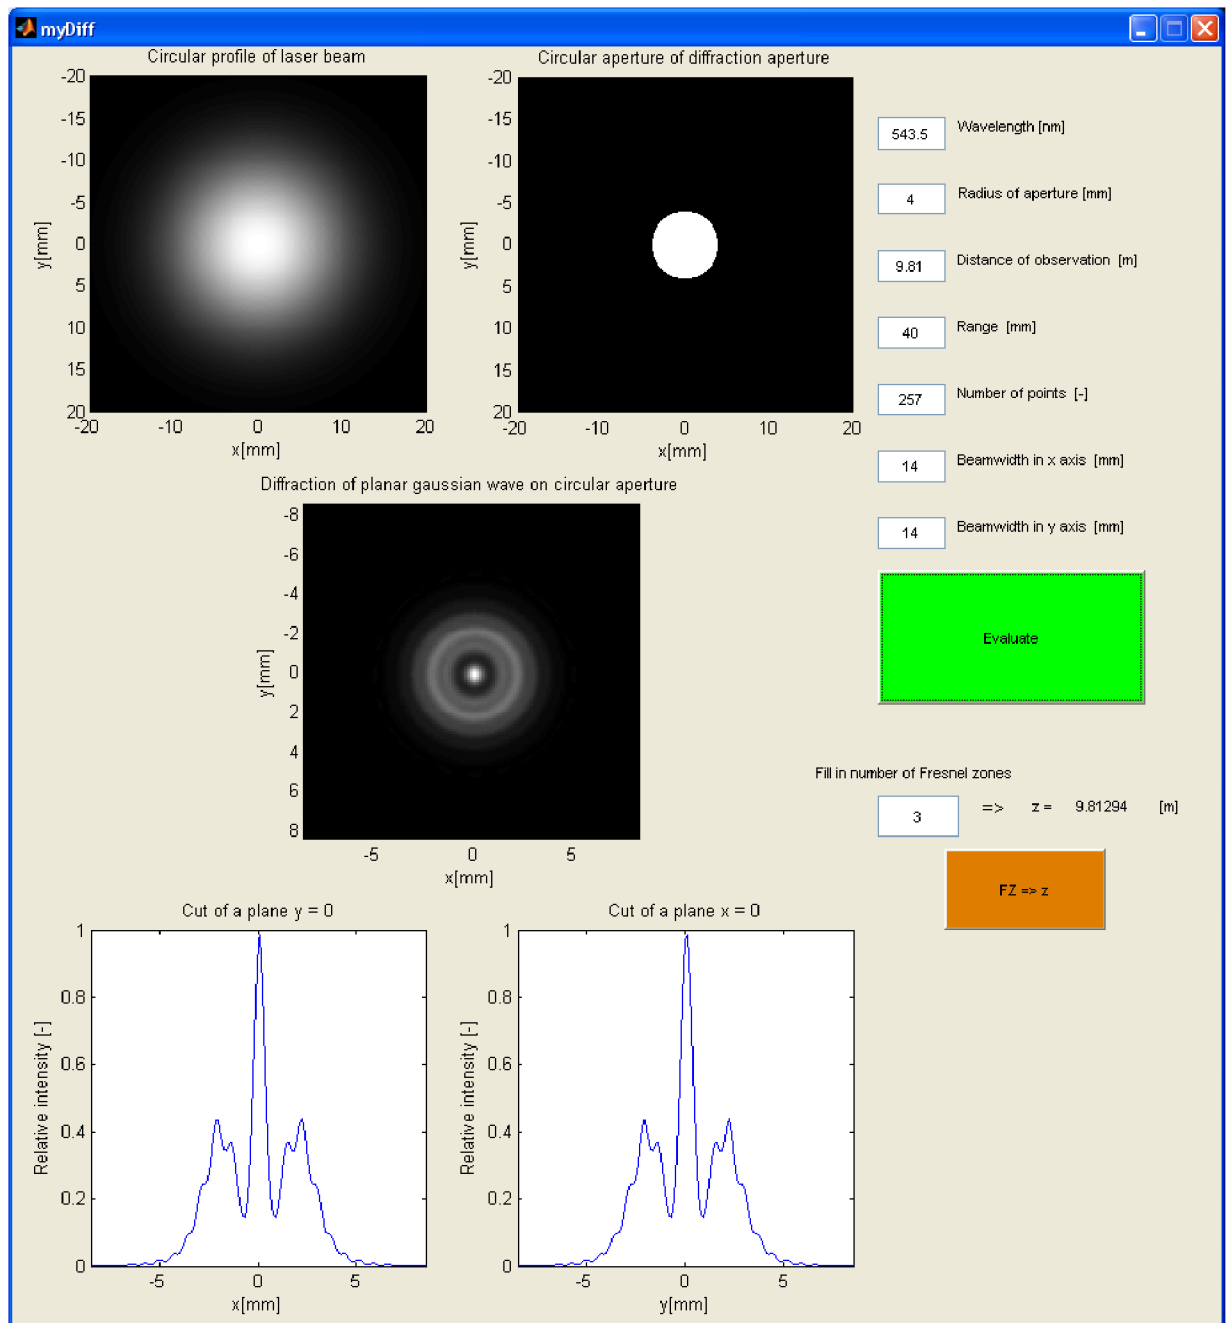 myDiff
Circular profile of laser beam
-20
-15
-10
-5
0
5
10
15
20
y[mm]
-20 -10 0 10 20
x[mm]
Circular aperture of diffraction aperture
-20
-15
-10
-5
0
5
10
15
20
y[mm]
-20 -10 0 10 20
x[mm]
543.5 Wavelength [nm]
4 Radius of aperture [mm]
9.81 Distance of observation [m]
40 Range [mm]
257 Number of points [-]
14 Beamwidth in x axis [mm]
14 Beamwidth in y axis [mm]
Evaluate
Diffraction of planar gaussian wave on circular aperture
-8
-6
-4
-2
0
2
4
6
8
y[mm]
-5 0 5
x[mm]
Fill in number of Fresnel zones
3 => z = 9.81294 [m]
FZ => z
Cut of a plane y = 0
1
0.8
0.6
0.4
0.2
0
Relative intensity [-]
-5 0 5
x[mm]
Cut of a plane x = 0
1
0.8
0.6
0.4
0.2
0
Relative intensity [-]
-5 0 5
y[mm]